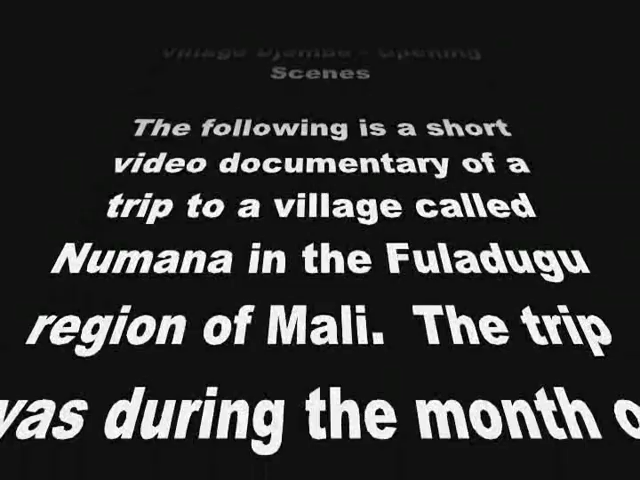 Village Djembe - Opening
Scenes
The following is a short
video documentary of a
trip to a village called
Numana in the Fuladugu
region of Mali. The trip
was during the month o